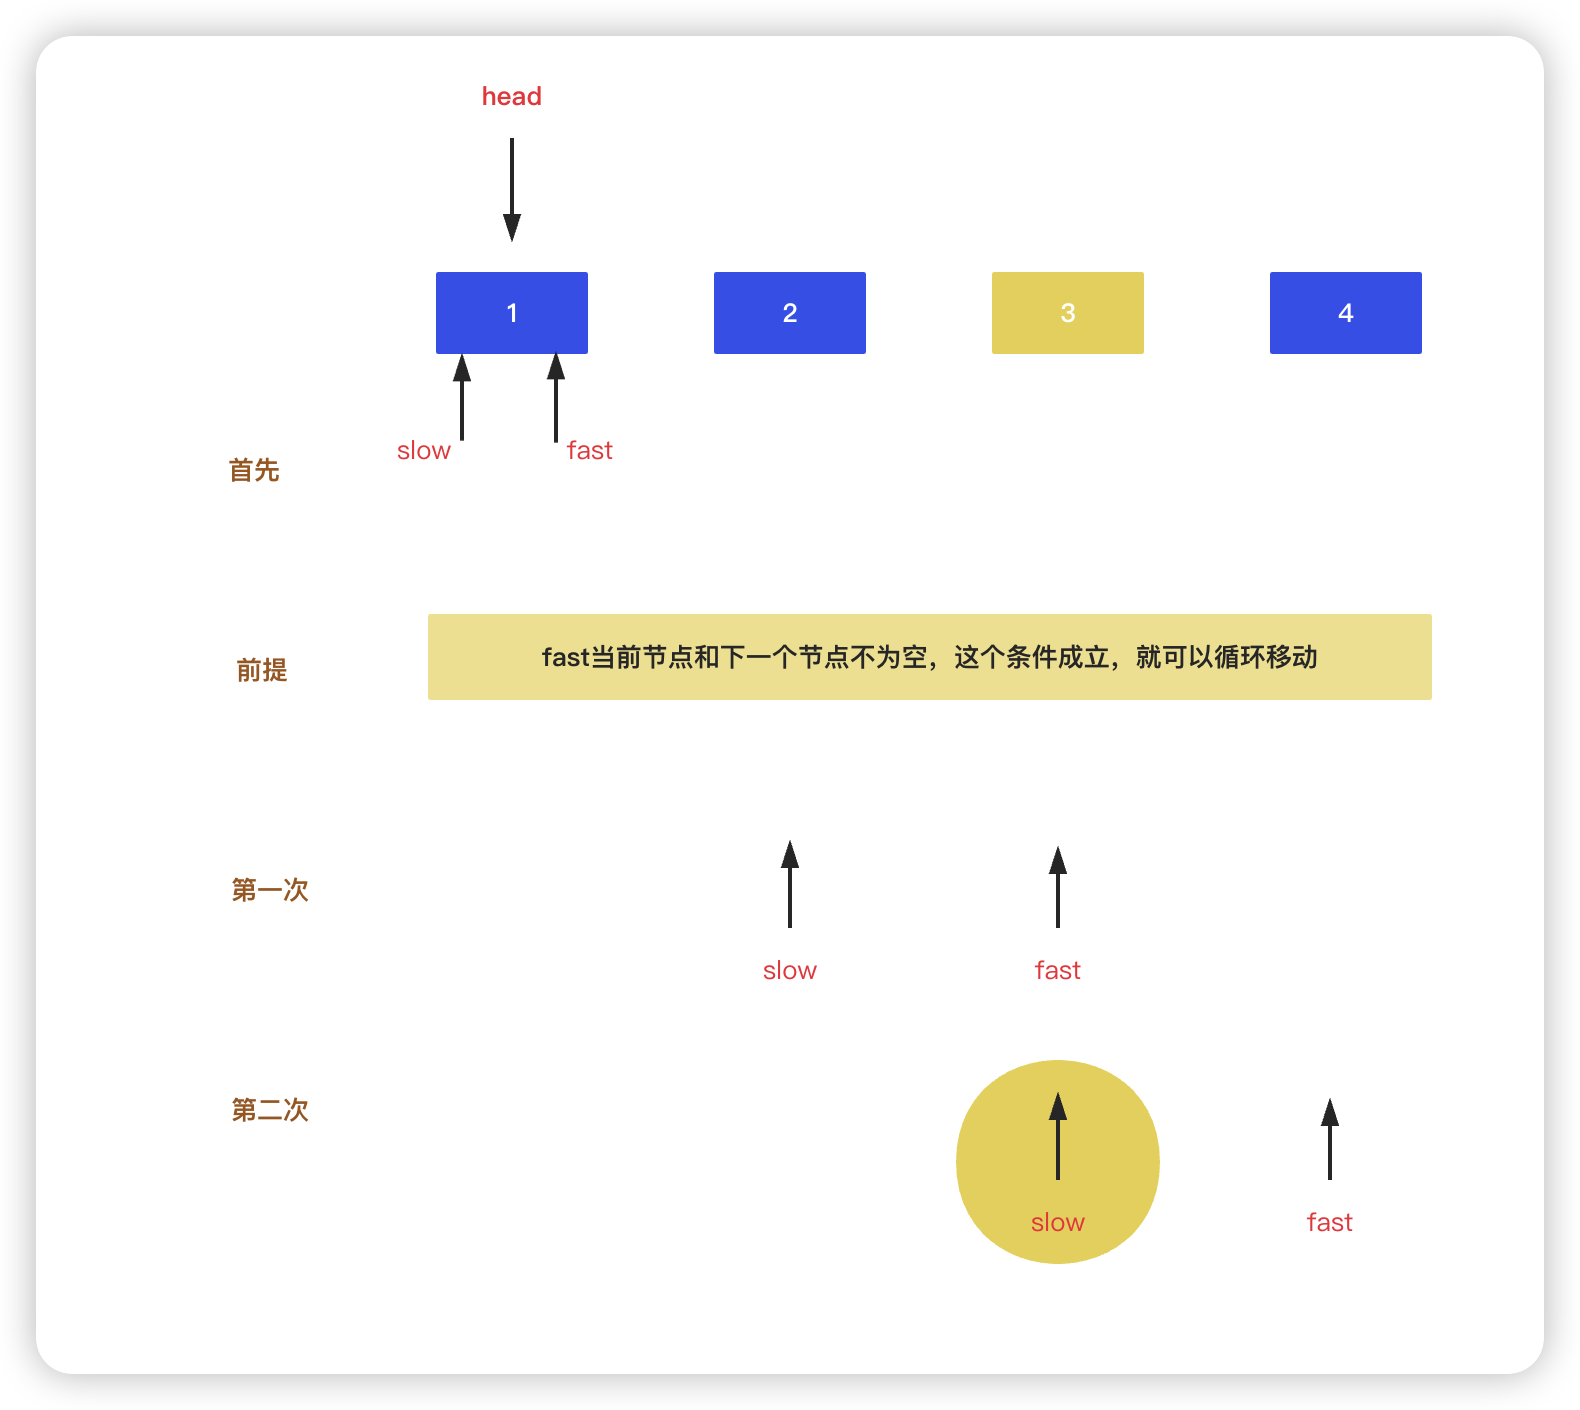 head
1
2
3
4
slow
fast
首先
前提
fast当前节点和下一个节点不为空，这个条件成立，就可以循环移动
第一次
slow
fast
第二次
slow
fast